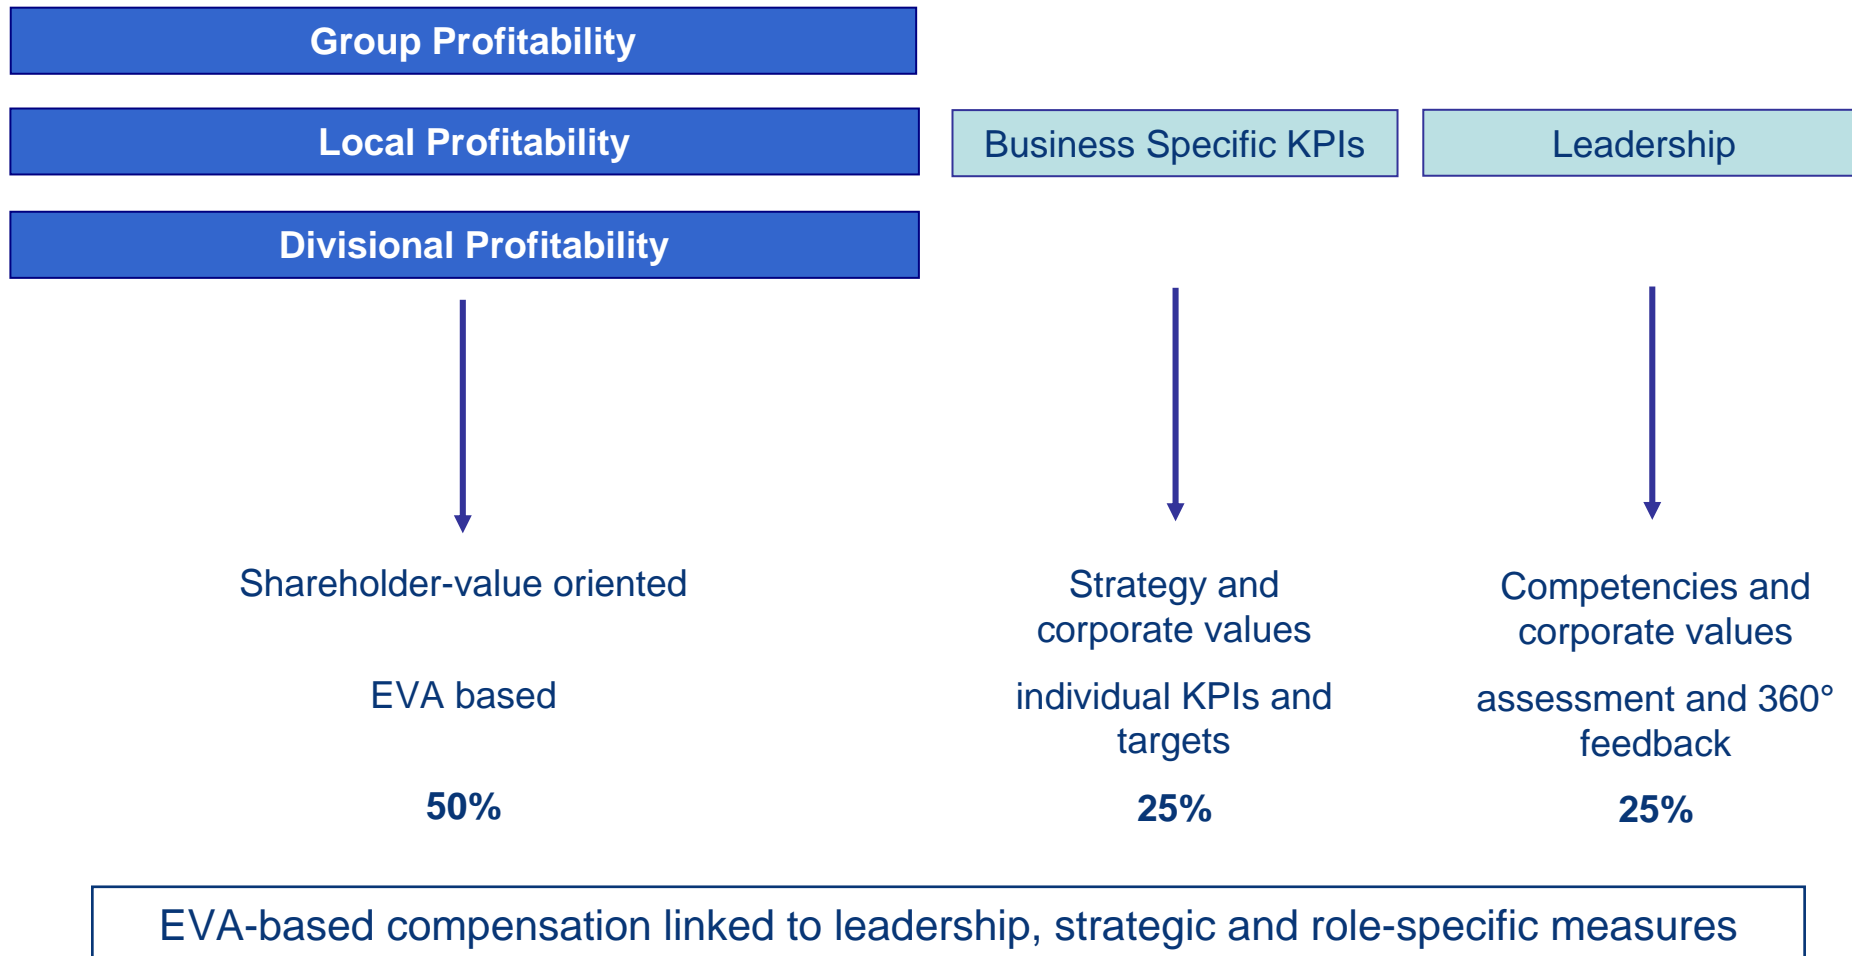 Group Profitability
Local Profitability
Business Specific KPIs
Leadership
Divisional Profitability
Shareholder-value oriented
EVA based
50%
Strategy and
corporate values
individual KPIs and
targets
25%
Competencies and
corporate values
assessment and 360°
feedback
25%
EVA-based compensation linked to leadership, strategic and role-specific measures